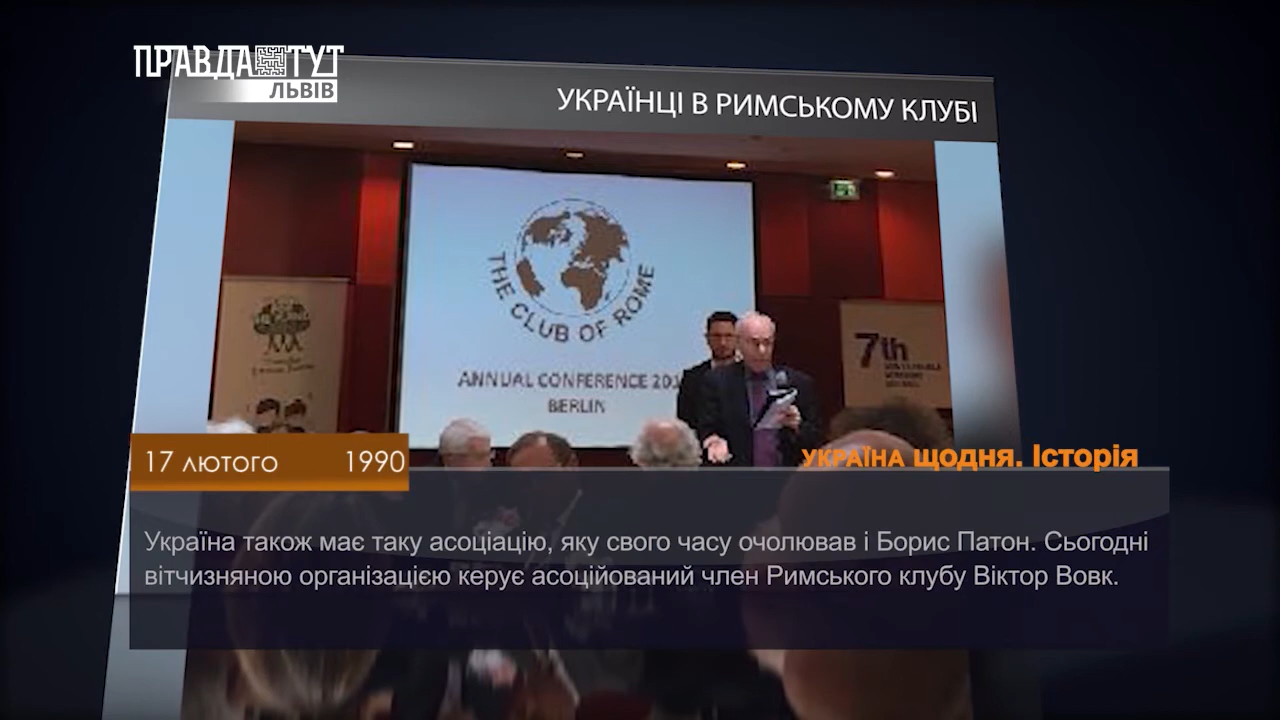 ПРАВДА ТУТ
ЛЬВІВ
УКРАЇНЦІ В РИМСЬКОМУ КЛУБІ
THE CLUB OF ROME
ANNUAL CONFERENCE 201
BERLIN
7th
17 ЛЮТОГО 1990
УКРАЇНА ЩОДНЯ. ІСТОРІЯ
Україна також має таку асоціацію, яку свого часу очолював і Борис Патон. Сьогодні
вітчизняною організацією керує асоційований член Римського клубу Віктор Вовк.